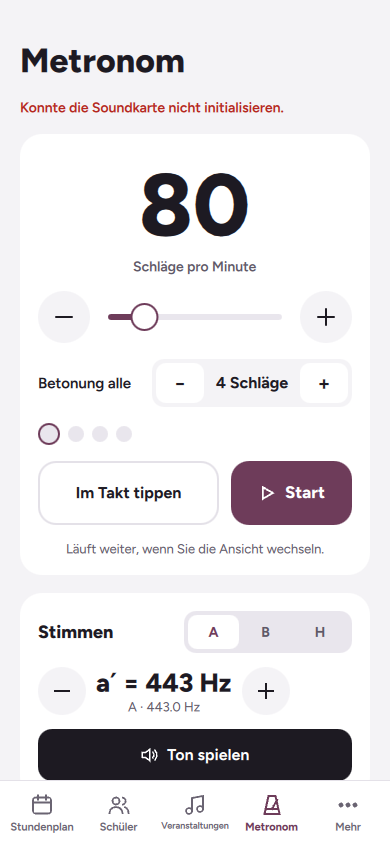 Metronom
Konnte die Soundkarte nicht initialisieren.
80
Schläge pro Minute
Betonung alle
- 4 Schläge +
Im Takt tippen
Start
Läuft weiter, wenn Sie die Ansicht wechseln.
Stimmen
A B H
a′ = 443 Hz
A · 443.0 Hz
Ton spielen
Stundenplan Schüler Veranstaltungen Metronom Mehr